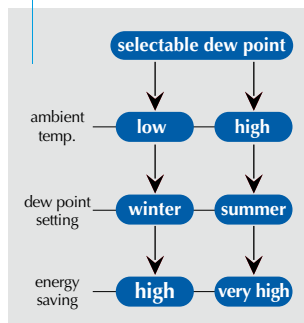 selectable dew point
ambient
temp.
low
high
dew point
setting
winter
summer
energy
saving
high
very high